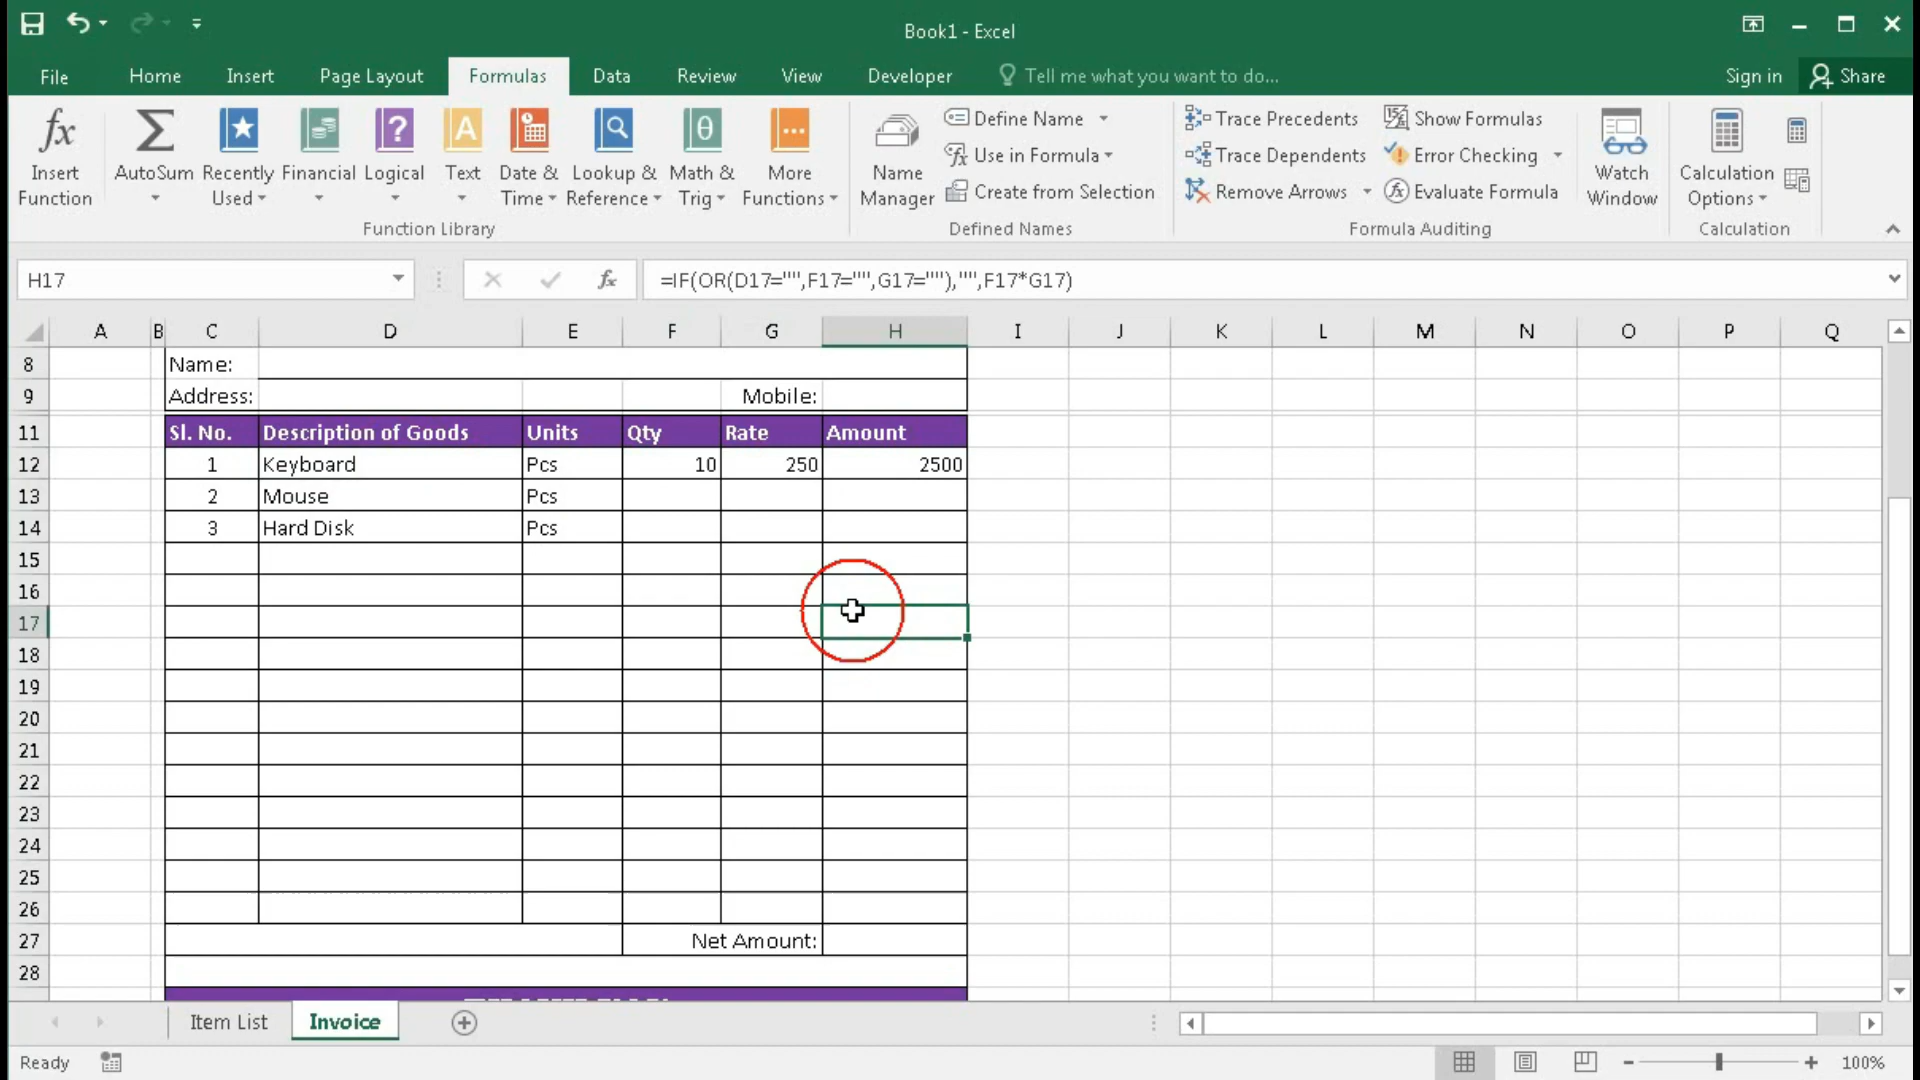 Book1 - Excel
File Home Insert Page Layout Formulas Data Review View Developer Tell me what you want to do... Sign in Share
Insert Function
AutoSum
Recently Used
Financial
Logical
Text
Date & Time
Lookup & Reference
Math & Trig
More Functions
Function Library
Name Manager
Define Name
Use in Formula
Create from Selection
Defined Names
Trace Precedents
Trace Dependents
Remove Arrows
Show Formulas
Error Checking
Evaluate Formula
Formula Auditing
Watch Window
Calculation Options
Calculation
H17 fx =IF(OR(D17="",F17="",G17=""),"",F17*G17)
A B C D E F G H I J K L M N O P Q
8 Name:
9 Address: Mobile:
11 Sl. No. Description of Goods Units Qty Rate Amount
12 1 Keyboard Pcs 10 250 2500
13 2 Mouse Pcs
14 3 Hard Disk Pcs
15
16
17
18
19
20
21
22
23
24
25
26
27 Net Amount:
28
Item List Invoice
Ready 100%